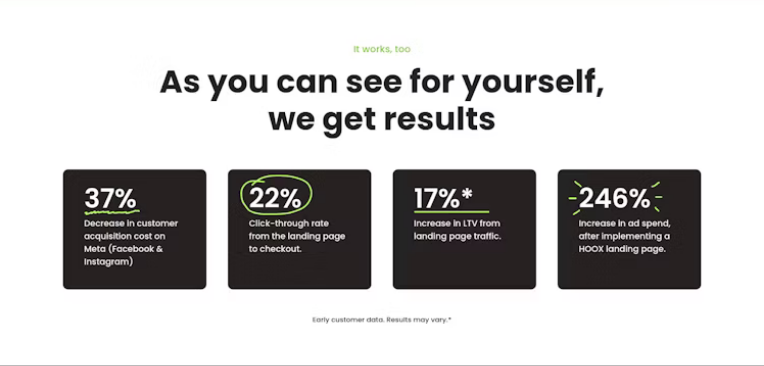 It works, too
As you can see for yourself,
we get results
37%
Decrease in customer
acquisition cost on
Meta (Facebook &
Instagram)
22%
Click-through rate
from the landing page
to checkout.
17%*
Increase in LTV from
landing page traffic.
246%
Increase in ad spend,
after implementing a
HOOX landing page.
Early customer data. Results may vary.*